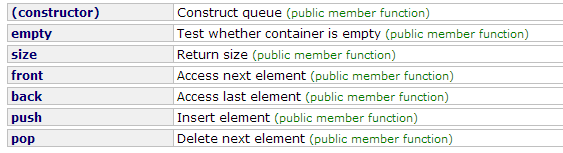 (constructor) Construct queue (public member function)
empty Test whether container is empty (public member function)
size Return size (public member function)
front Access next element (public member function)
back Access last element (public member function)
push Insert element (public member function)
pop Delete next element (public member function)